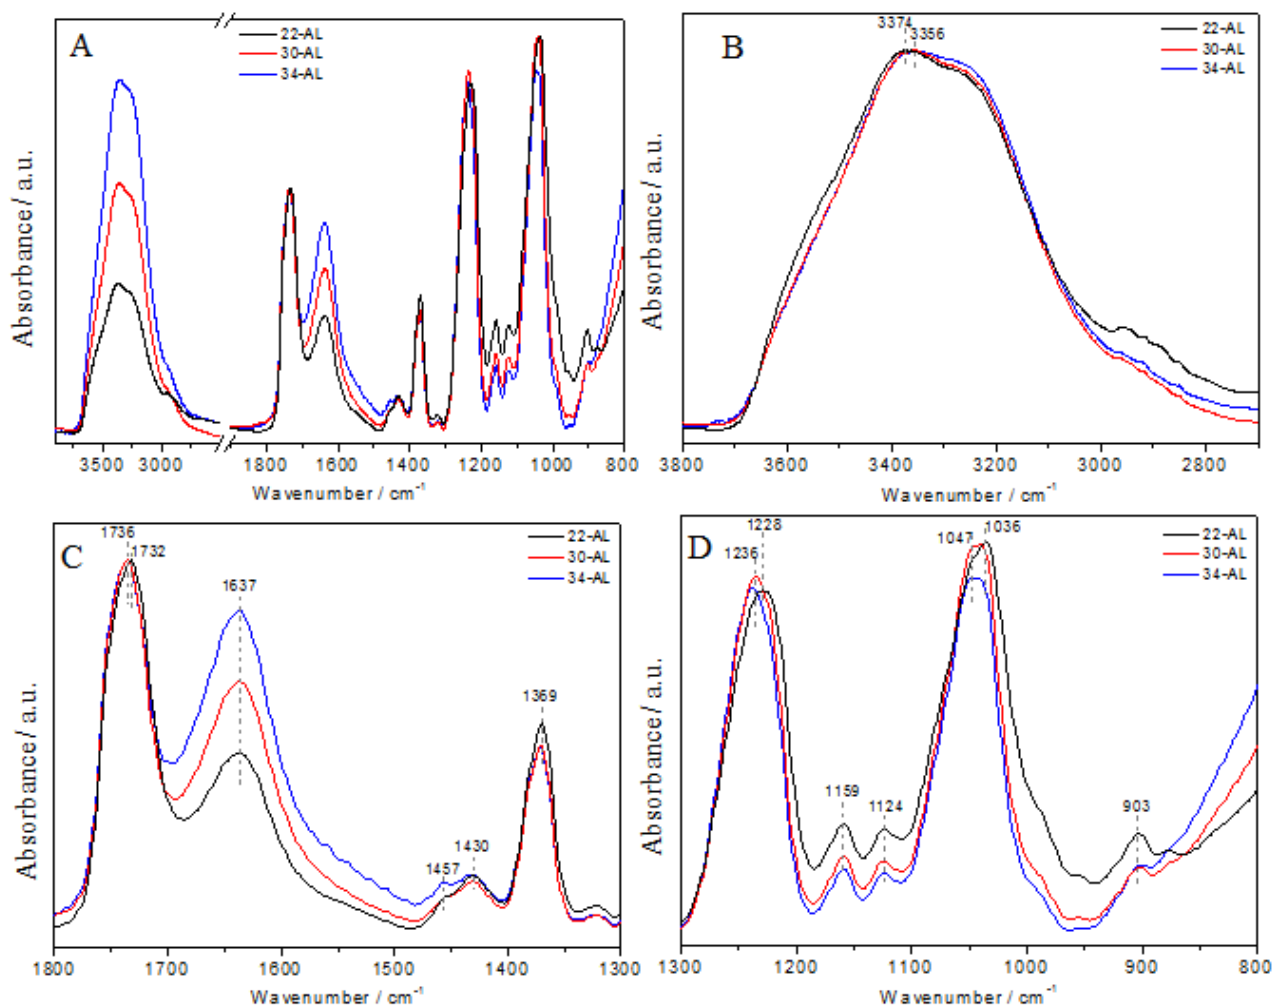 A
22-AL
30-AL
34-AL
Absorbance/ a.u.
3500 3000 1800 1600 1400 1200 1000 800
Wavenumber / cm-1
B
3374
3356
22-AL
30-AL
34-AL
Absorbance/ a.u.
3800 3600 3400 3200 3000 2800
Wavenumber / cm-1
C
1736
1732
1637
1457
1430
1369
22-AL
30-AL
34-AL
Absorbance/ a.u.
1800 1700 1600 1500 1400 1300
Wavenumber / cm-1
D
1228
1236
1159
1124
1047
1036
903
22-AL
30-AL
34-AL
Absorbance/ a.u.
1300 1200 1100 1000 900 800
Wavenumber / cm-1